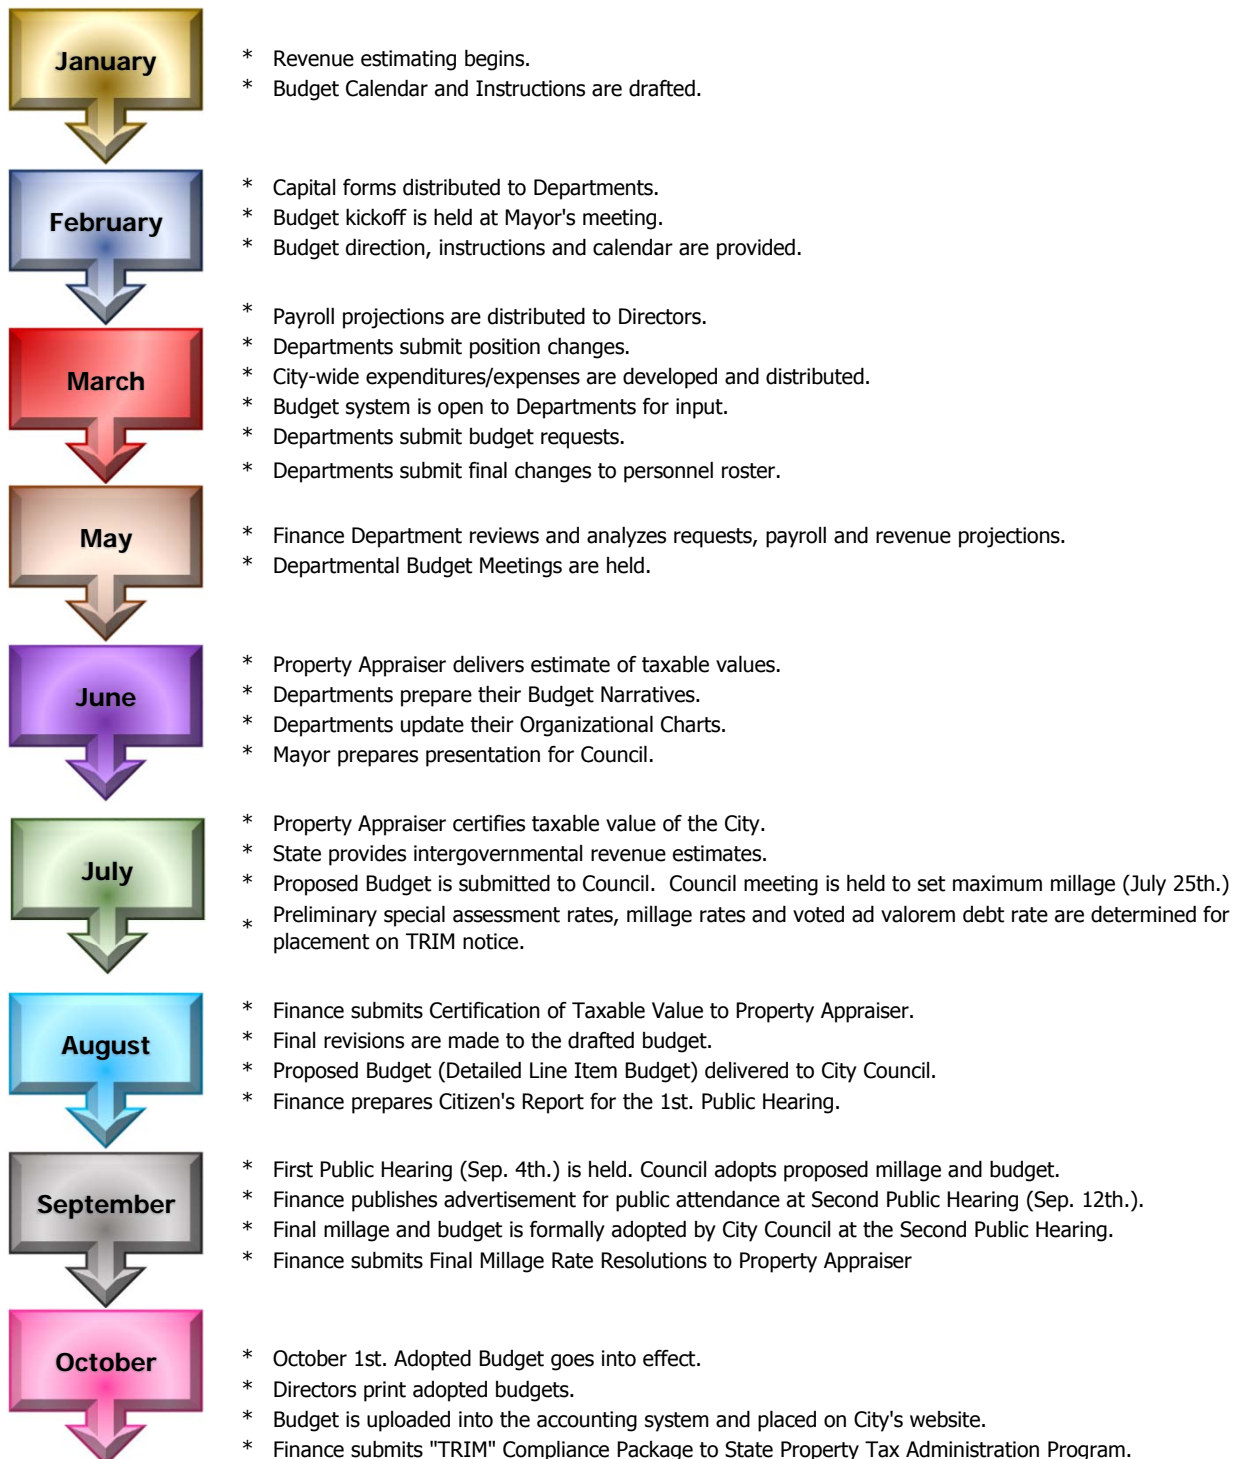 January
* Revenue estimating begins.
* Budget Calendar and Instructions are drafted.
February
* Capital forms distributed to Departments.
* Budget kickoff is held at Mayor's meeting.
* Budget direction, instructions and calendar are provided.
March
* Payroll projections are distributed to Directors.
* Departments submit position changes.
* City-wide expenditures/expenses are developed and distributed.
* Budget system is open to Departments for input.
* Departments submit budget requests.
* Departments submit final changes to personnel roster.
May
* Finance Department reviews and analyzes requests, payroll and revenue projections.
* Departmental Budget Meetings are held.
June
* Property Appraiser delivers estimate of taxable values.
* Departments prepare their Budget Narratives.
* Departments update their Organizational Charts.
* Mayor prepares presentation for Council.
July
* Property Appraiser certifies taxable value of the City.
* State provides intergovernmental revenue estimates.
* Proposed Budget is submitted to Council.  Council meeting is held to set maximum millage (July 25th.)
* Preliminary special assessment rates, millage rates and voted ad valorem debt rate are determined for
placement on TRIM notice.
August
* Finance submits Certification of Taxable Value to Property Appraiser.
* Final revisions are made to the drafted budget.
* Proposed Budget (Detailed Line Item Budget) delivered to City Council.
* Finance prepares Citizen's Report for the 1st. Public Hearing.
September
* First Public Hearing (Sep. 4th.) is held. Council adopts proposed millage and budget.
* Finance publishes advertisement for public attendance at Second Public Hearing (Sep. 12th.).
* Final millage and budget is formally adopted by City Council at the Second Public Hearing.
* Finance submits Final Millage Rate Resolutions to Property Appraiser
October
* October 1st. Adopted Budget goes into effect.
* Directors print adopted budgets.
* Budget is uploaded into the accounting system and placed on City's website.
* Finance submits "TRIM" Compliance Package to State Property Tax Administration Program.